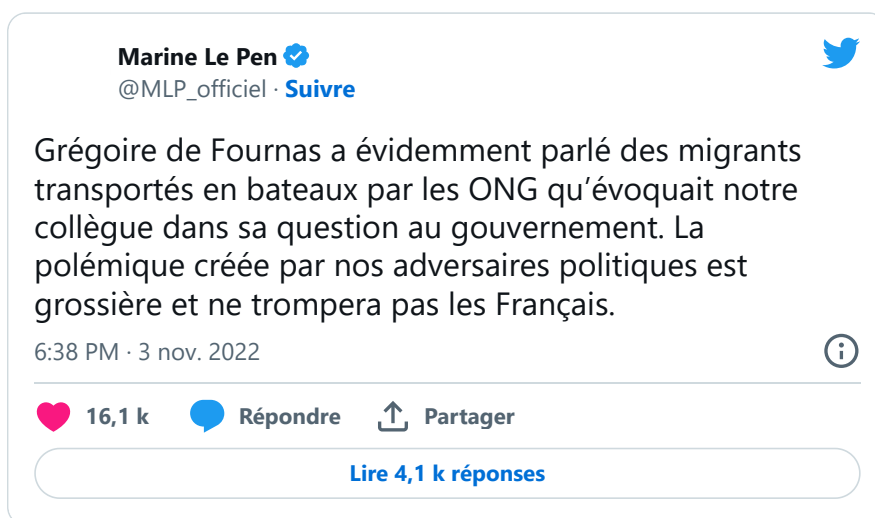 Marine Le Pen
@MLP_officiel · Suivre
Grégoire de Fournas a évidemment parlé des migrants
transportés en bateaux par les ONG qu’évoquait notre
collègue dans sa question au gouvernement. La
polémique créée par nos adversaires politiques est
grossière et ne trompera pas les Français.
6:38 PM · 3 nov. 2022
16,1 k Répondre Partager
Lire 4,1 k réponses